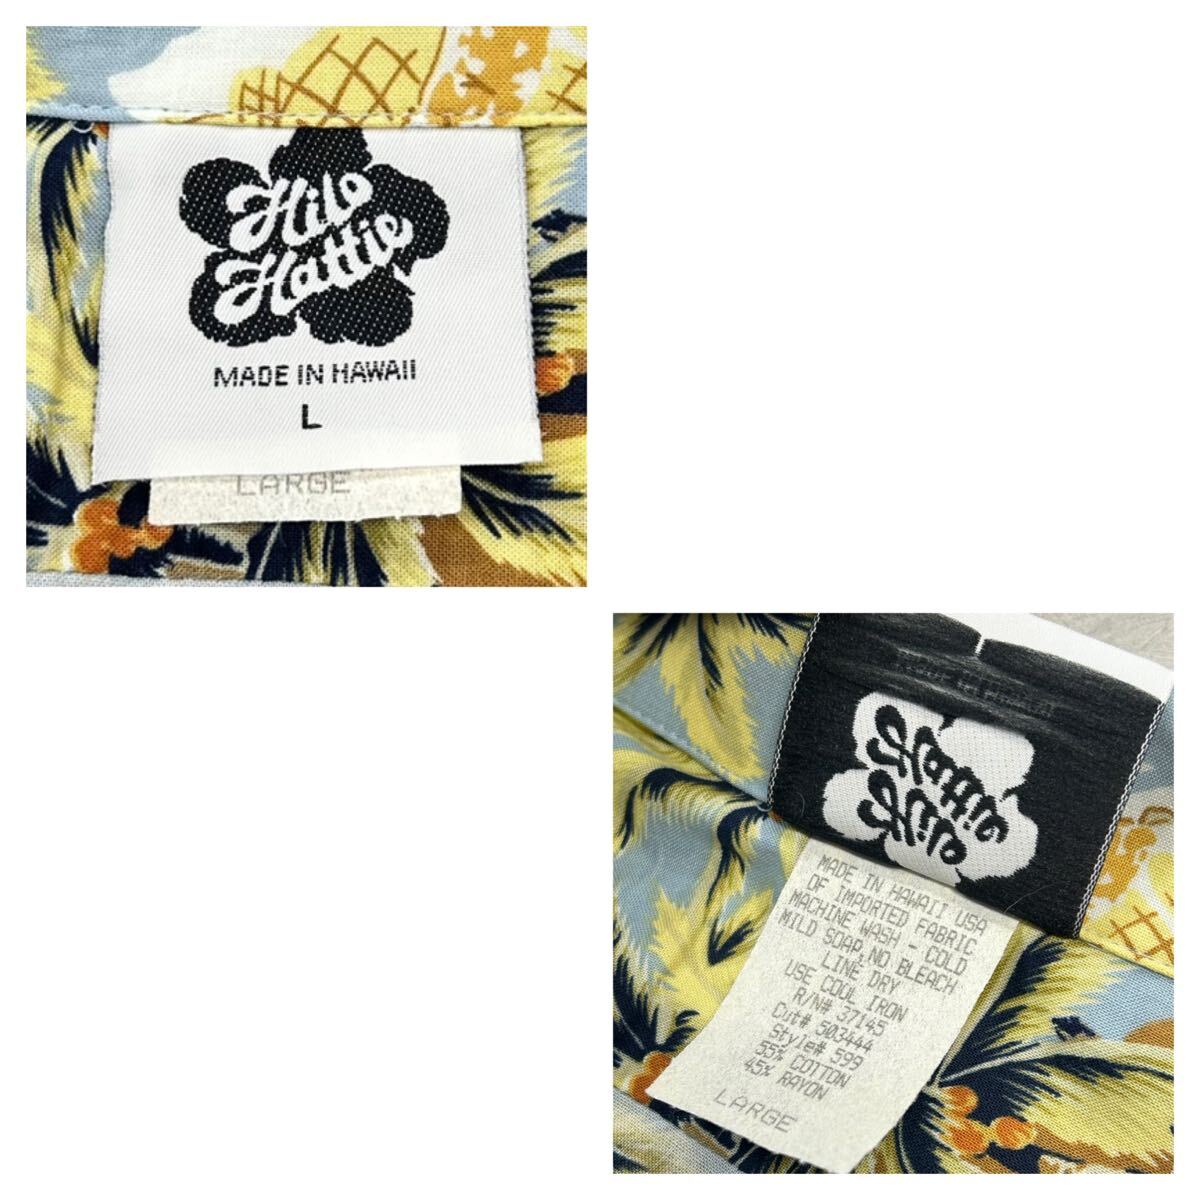 Hilo
Hattie
MADE IN HAWAII
L
LARGE
Hilo
Hattie
MADE IN HAWAII USA
OF IMPORTED FABRIC
MACHINE WASH - COLD
MILD SOAP, NO BLEACH
LINE DRY
USE COOL IRON
R/N# 37145
Cut# 503444
Style# 599
55% COTTON
45% RAYON
LARGE